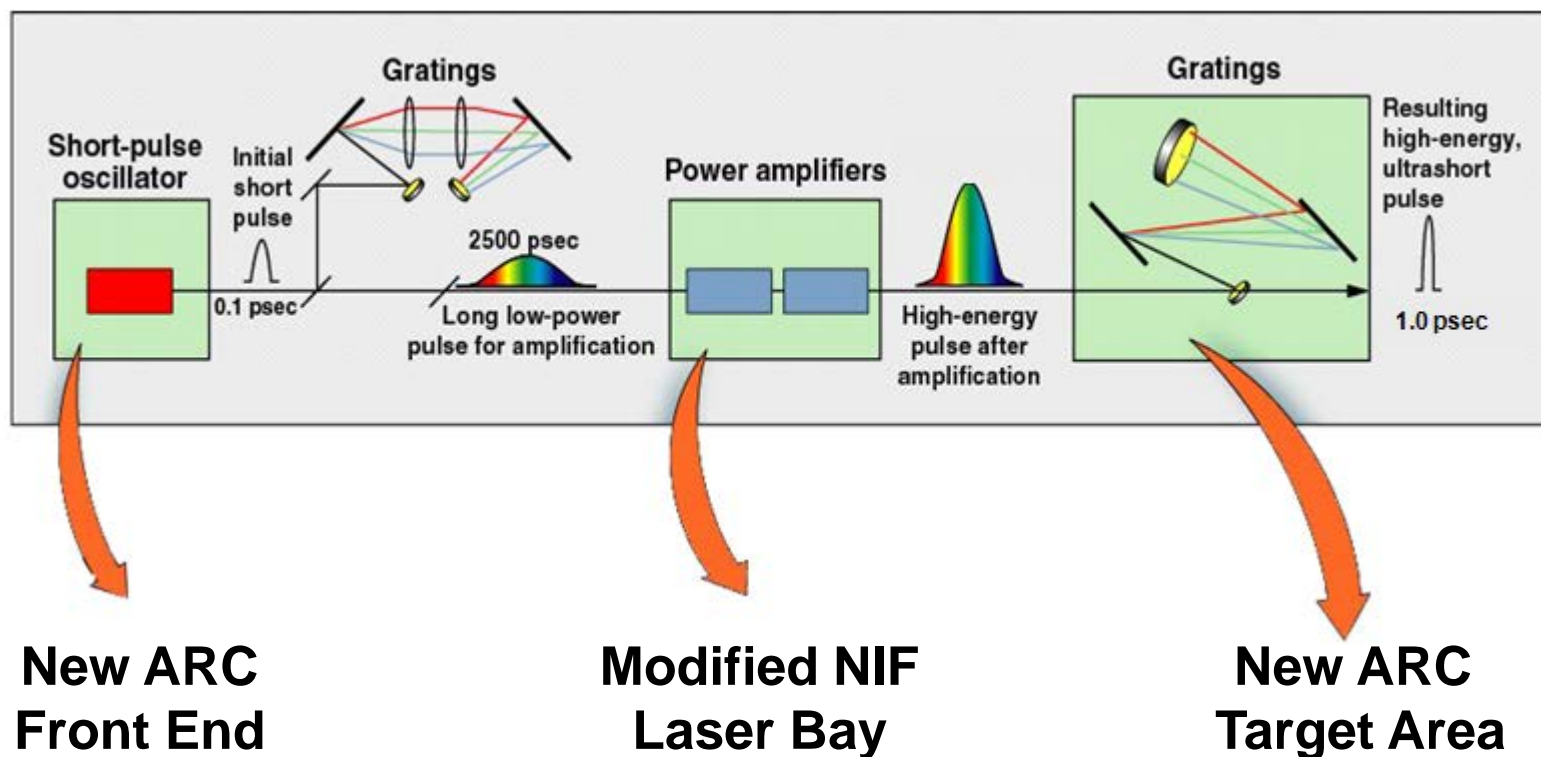 Gratings
Short-pulse
oscillator
Initial
short
pulse
0.1 psec
2500 psec
Long low-power
pulse for amplification
Power amplifiers
High-energy
pulse after
amplification
Gratings
Resulting
high-energy,
ultrashort
pulse
1.0 psec
New ARC
Front End
Modified NIF
Laser Bay
New ARC
Target Area